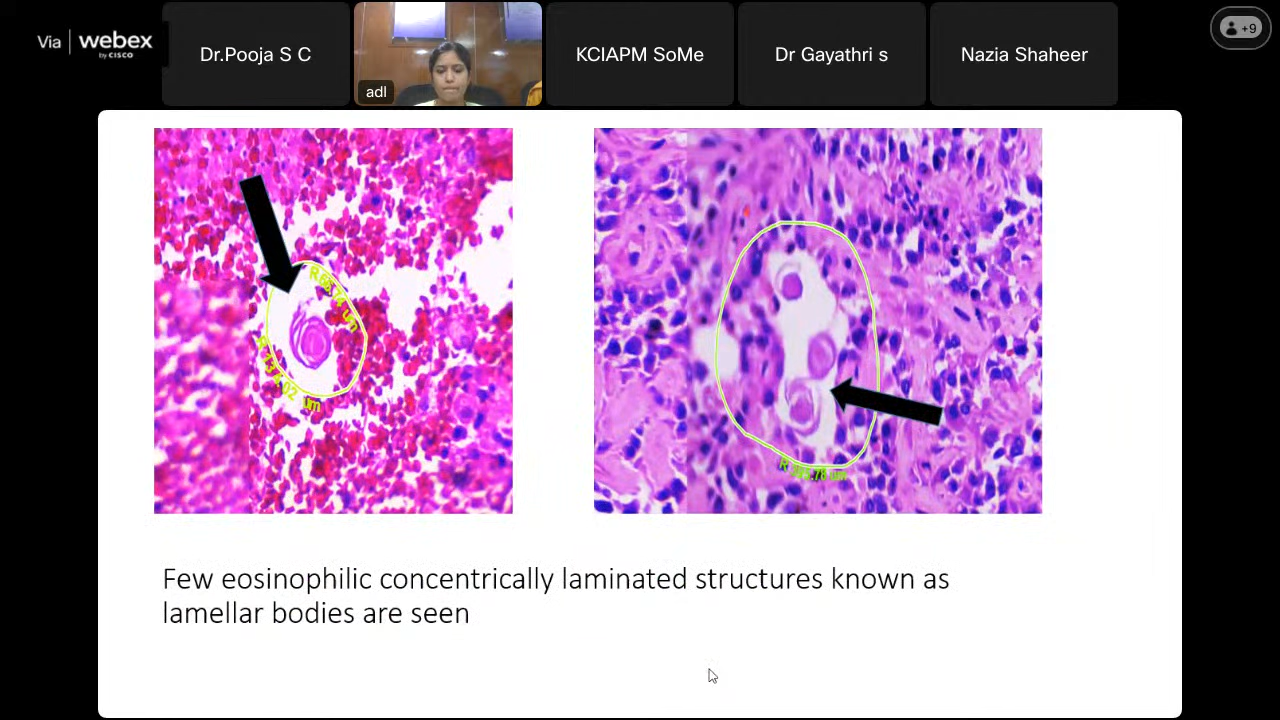 Via webex
by CISCO
Dr.Pooja S C
adl
KCIAPM SoMe
Dr Gayathri s
Nazia Shaheer
+9
Few eosinophilic concentrically laminated structures known as
lamellar bodies are seen